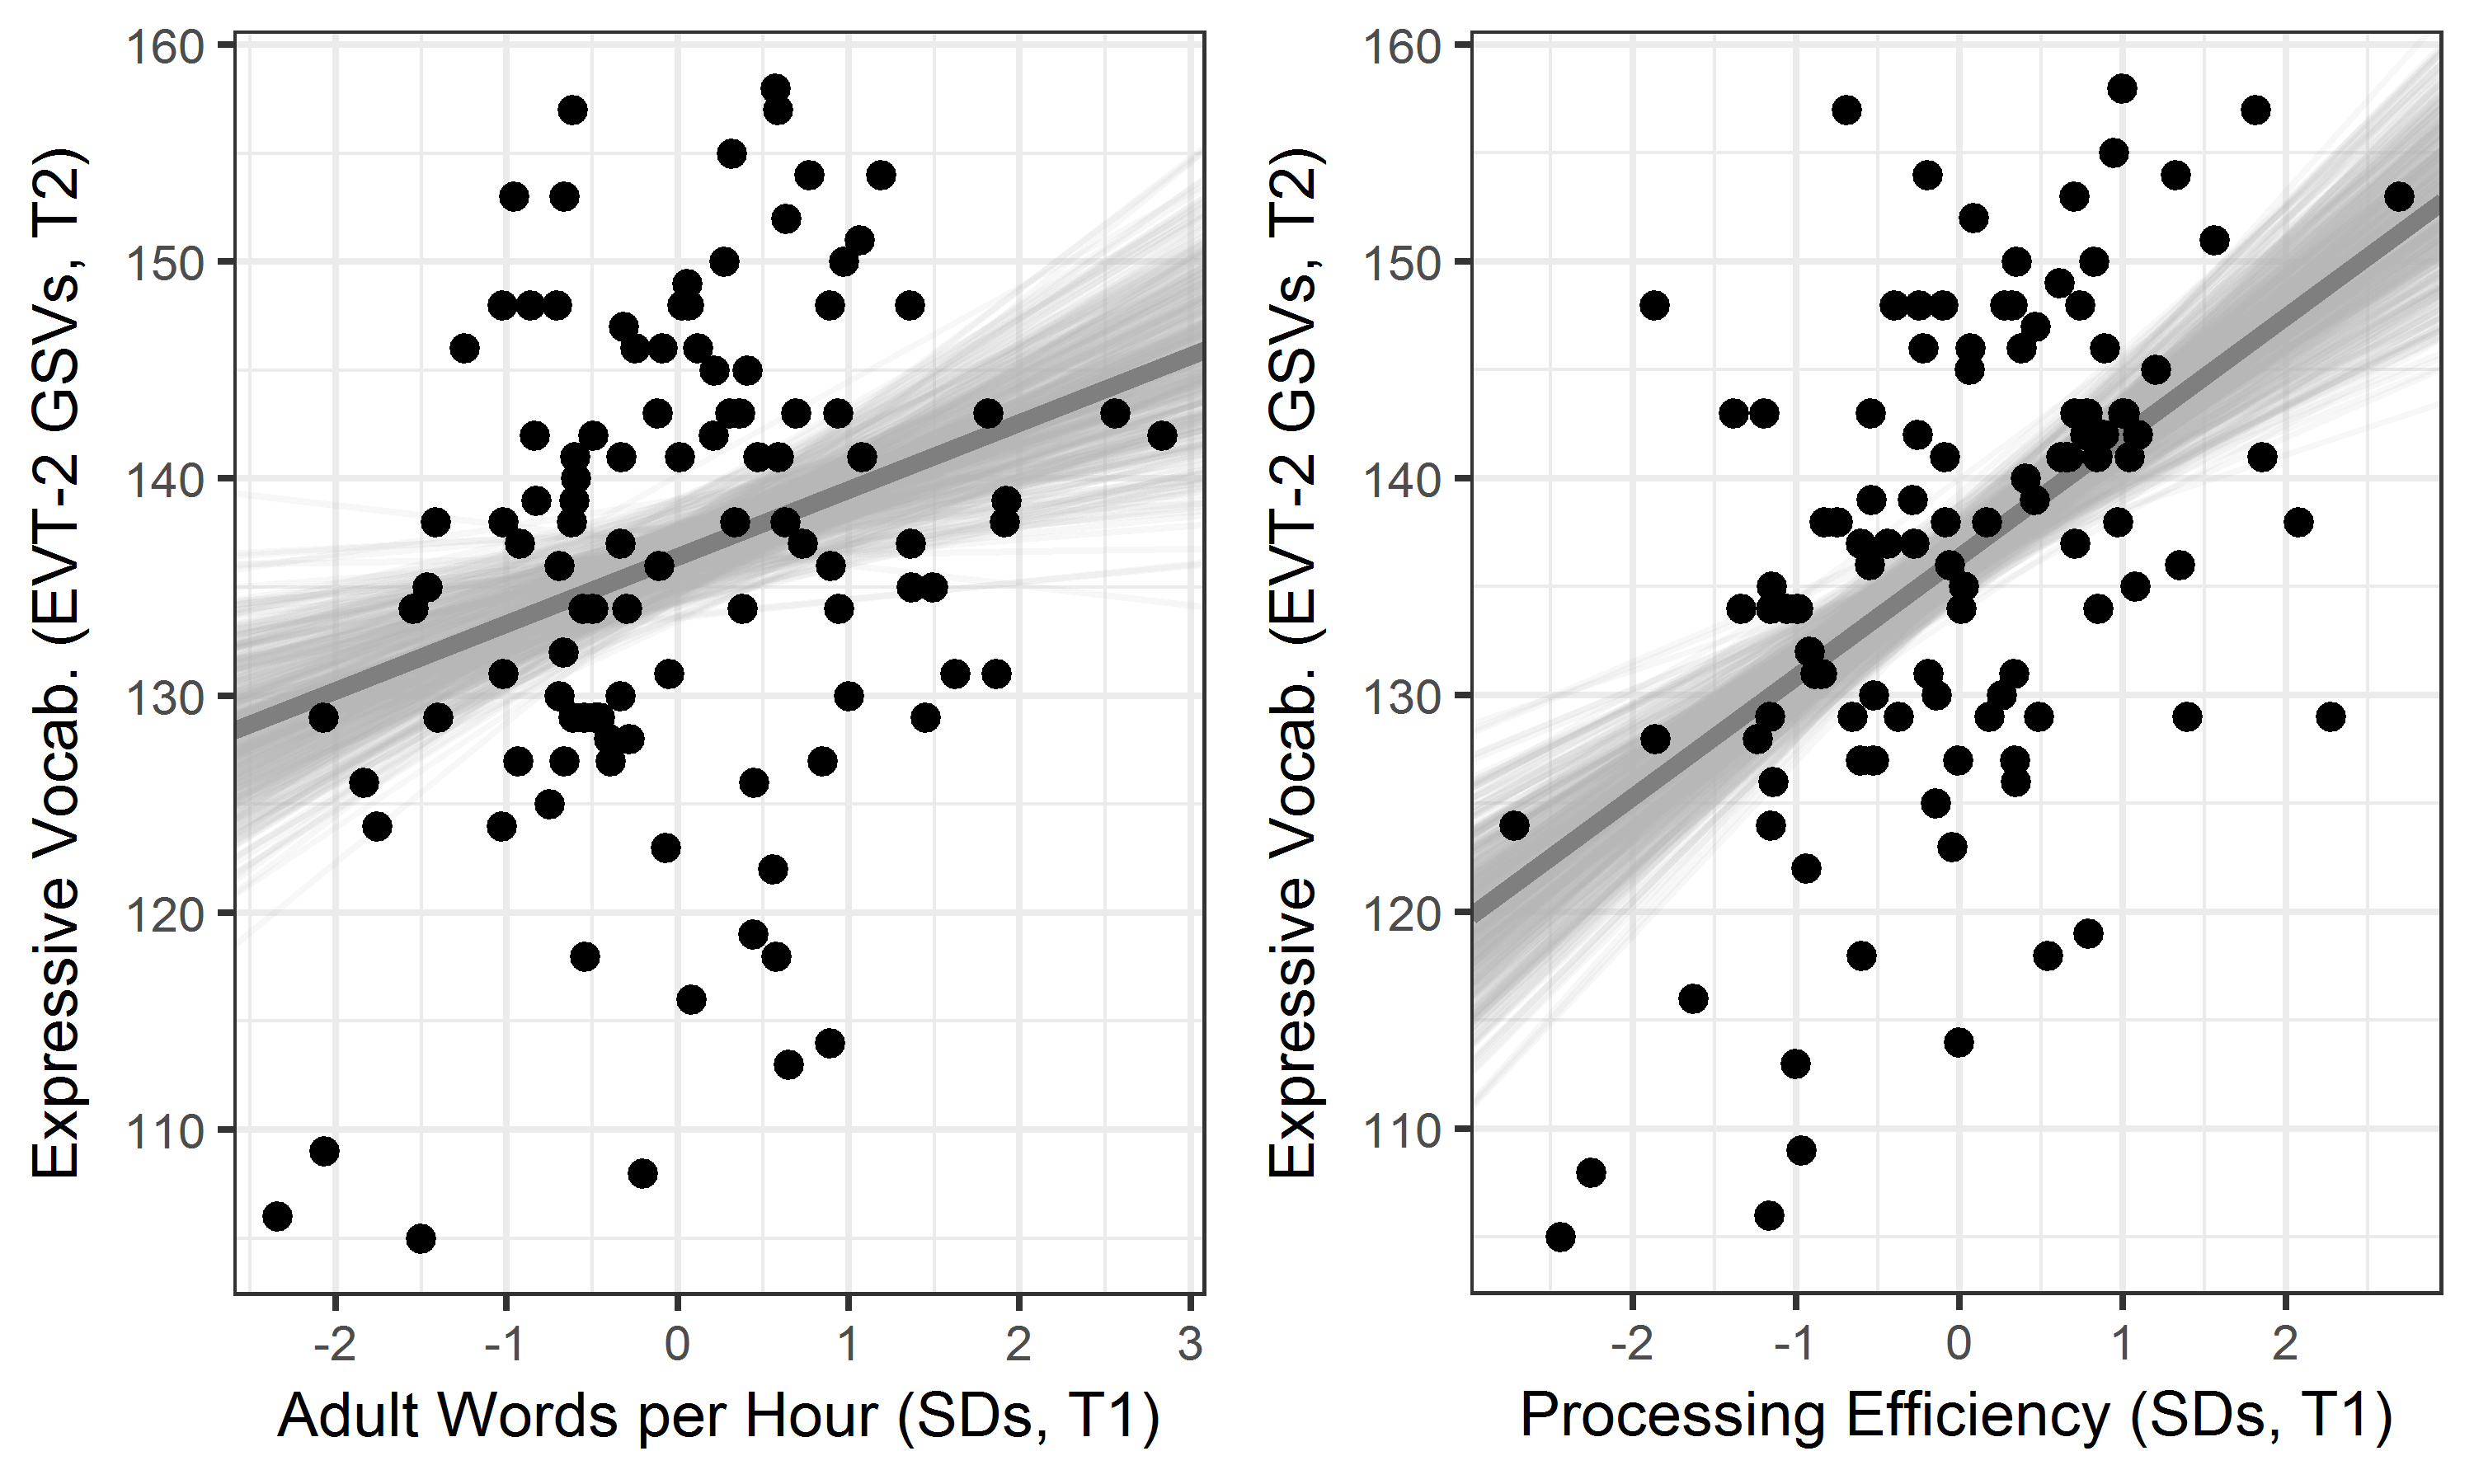 Expressive Vocab. (EVT-2 GSVs, T2)
160
150
140
130
120
110
-2 -1 0 1 2 3
Adult Words per Hour (SDs, T1)
Expressive Vocab. (EVT-2 GSVs, T2)
160
150
140
130
120
110
-2 -1 0 1 2
Processing Efficiency (SDs, T1)